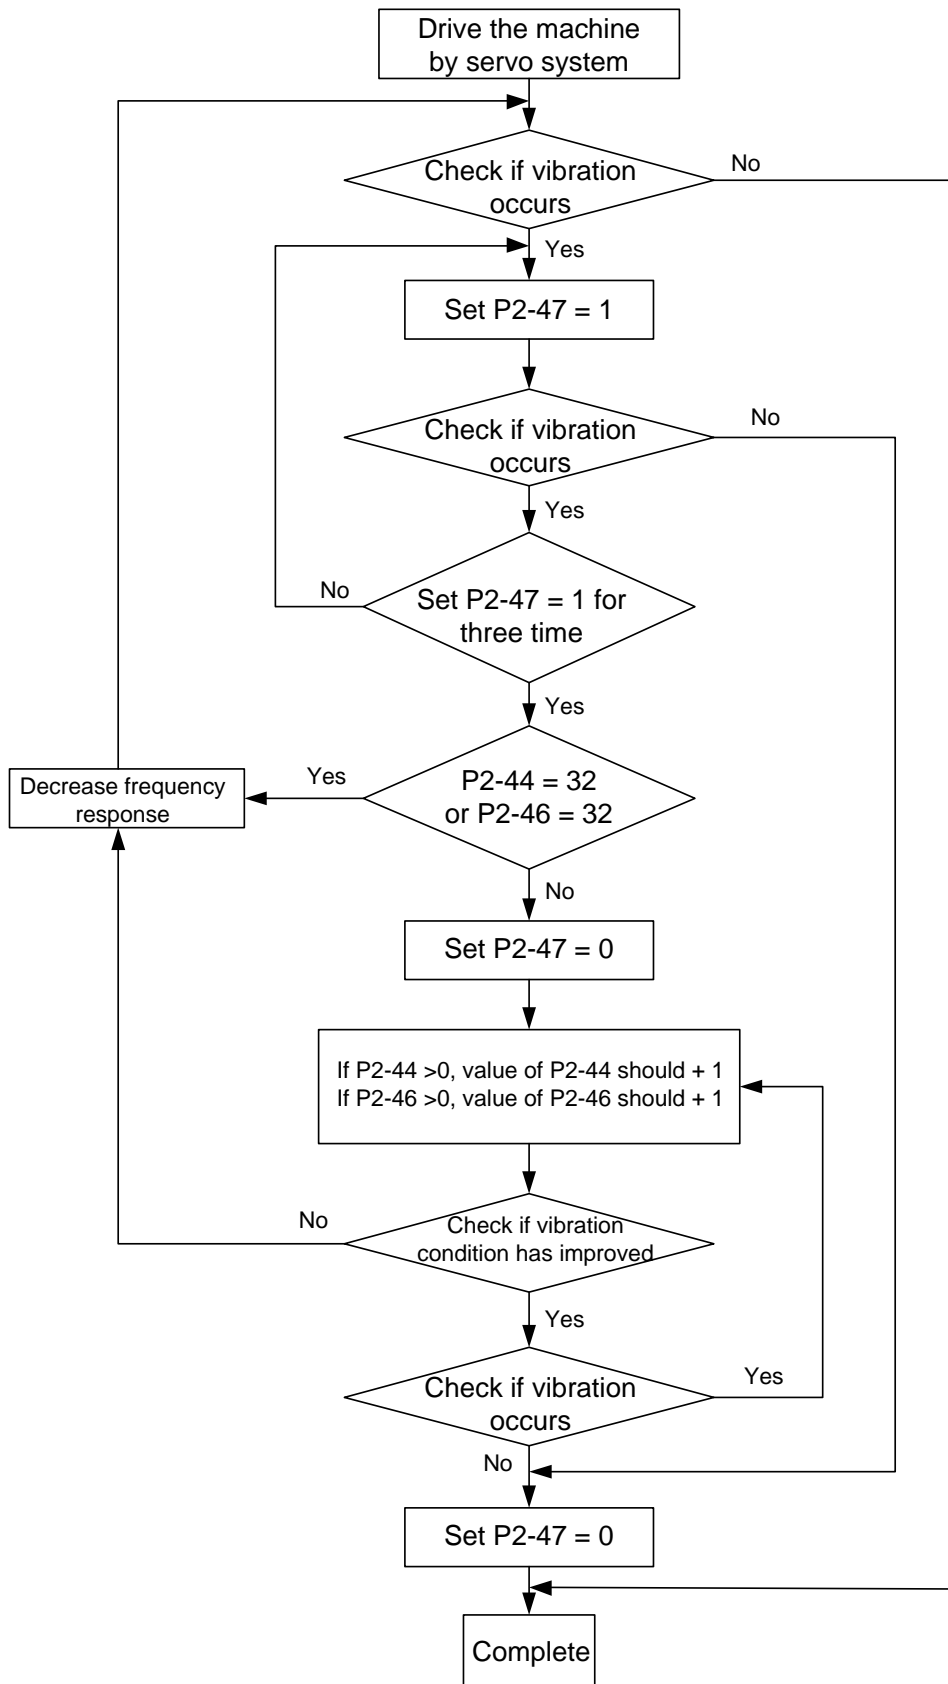 Drive the machine
by servo system
Check if vibration
occurs
No
Yes
Set P2-47 = 1
Check if vibration
occurs
No
Yes
Set P2-47 = 1 for
three time
No
Yes
P2-44 = 32
or P2-46 = 32
Yes
Decrease frequency
response
No
Set P2-47 = 0
If P2-44 >0, value of P2-44 should + 1
If P2-46 >0, value of P2-46 should + 1
Check if vibration
condition has improved
No
Yes
Check if vibration
occurs
Yes
No
Set P2-47 = 0
Complete